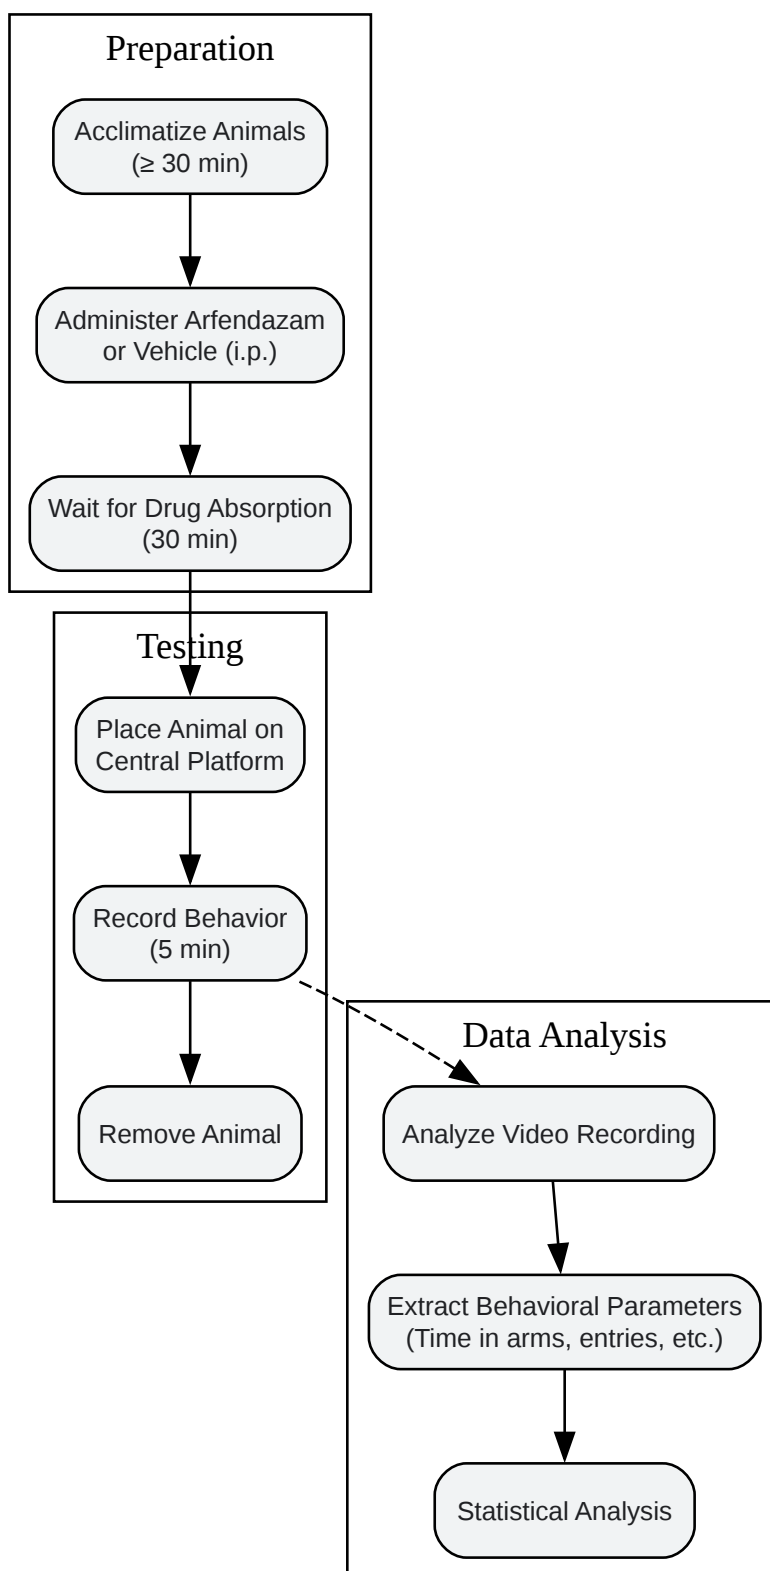 Preparation
Acclimatize Animals
(≥ 30 min)
Administer Arfendazam
or Vehicle (i.p.)
Wait for Drug Absorption
(30 min)
Testing
Place Animal on
Central Platform
Record Behavior
(5 min)
Remove Animal
Data Analysis
Analyze Video Recording
Extract Behavioral Parameters
(Time in arms, entries, etc.)
Statistical Analysis